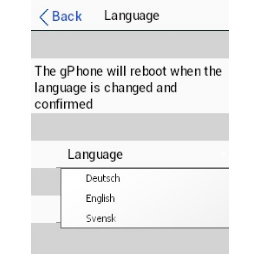 Back Language
The gPhone will reboot when the
language is changed and
confirmed
Language
Deutsch
English
Svensk